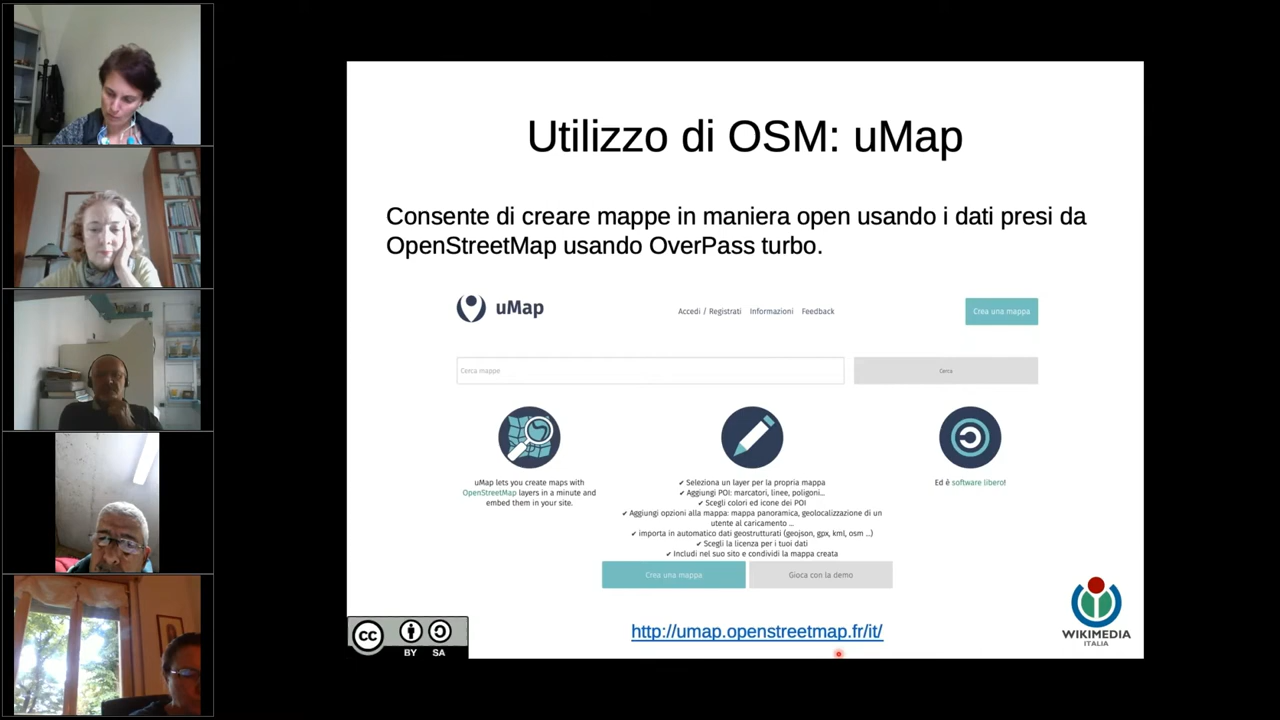 Utilizzo di OSM: uMap
Consente di creare mappe in maniera open usando i dati presi da
OpenStreetMap usando OverPass turbo.
uMap
Accedi / Registrati Informazioni Feedback
Crea una mappa
Cerca mappe
Cerca
uMap lets you create maps with
OpenStreetMap layers in a minute and
embed them in your site.
✔ Seleziona un layer per la propria mappa
✔ Aggiungi POI: marcatori, linee, poligoni...
✔ Scegli colori ed icone dei POI
✔ Aggiungi opzioni alla mappa: mappa panoramica, geolocalizzazione di un
utente al caricamento ...
✔ importa in automatico dati geostrutturati (geojson, gpx, kml, osm ...)
✔ Scegli la licenza per i tuoi dati
✔ Includi nel suo sito e condividi la mappa creata
Ed è software libero!
Crea una mappa
Gioca con la demo
http://umap.openstreetmap.fr/it/
cc
BY SA
WIKIMEDIA
ITALIA